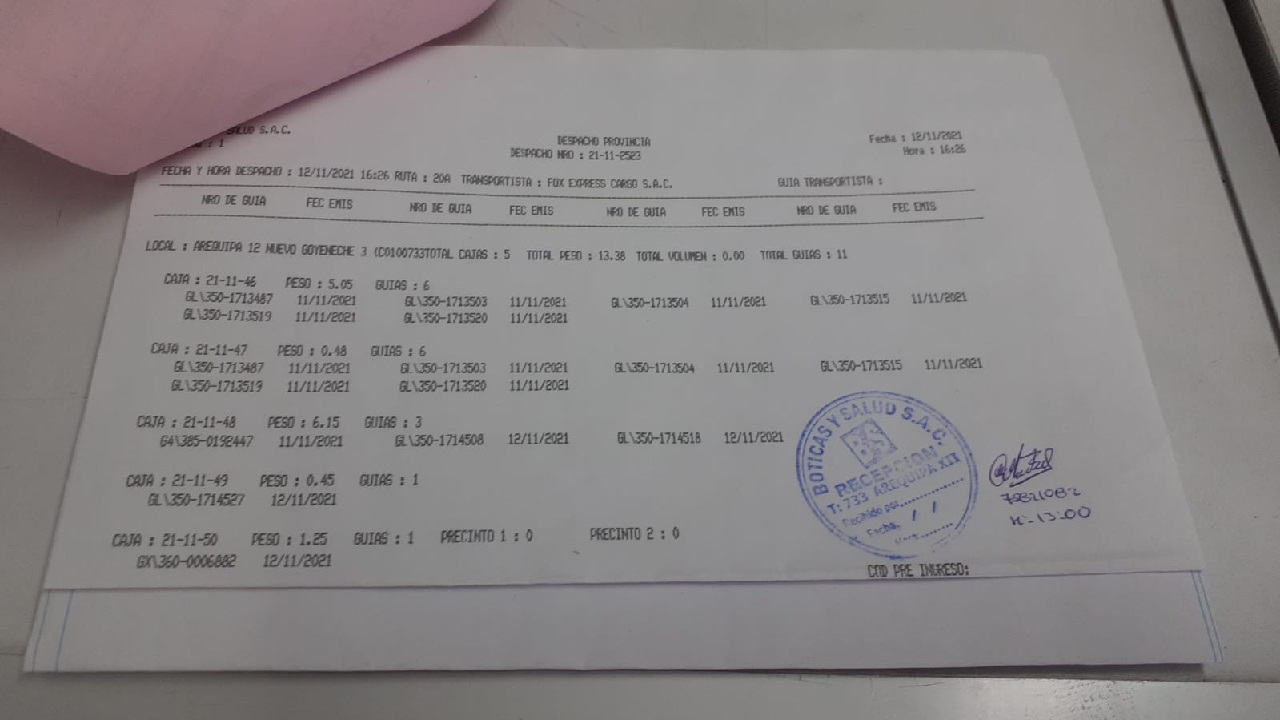 SALUD S.A.C.
: 1
DESPACHO PROVINCIA
DESPACHO NRO : 21-11-2523
Fecha : 12/11/2021
Hora : 16:26
FECHA Y HORA DESPACHO : 12/11/2021 16:26 RUTA : 20A TRANSPORTISTA : FOX EXPRESS CARGO S.A.C. GUIA TRANSPORTISTA :
NRO DE GUIA FEC EMIS NRO DE GUIA FEC EMIS NRO DE GUIA FEC EMIS NRO DE GUIA FEC EMIS
LOCAL : AREQUIPA 12 NUEVO GOYENECHE 3 (C0100733TOTAL CAJAS : 5 TOTAL PESO : 13.38 TOTAL VOLUMEN : 0.00 TOTAL GUIAS : 11
CAJA : 21-11-46 PESO : 5.05 GUIAS : 6
GL\350-1713487 11/11/2021 GL\350-1713503 11/11/2021 GL\350-1713504 11/11/2021 GL\350-1713515 11/11/2021
GL\350-1713519 11/11/2021 GL\350-1713520 11/11/2021
CAJA : 21-11-47 PESO : 0.48 GUIAS : 6
GL\350-1713487 11/11/2021 GL\350-1713503 11/11/2021 GL\350-1713504 11/11/2021 GL\350-1713515 11/11/2021
GL\350-1713519 11/11/2021 GL\350-1713520 11/11/2021
CAJA : 21-11-48 PESO : 6.15 GUIAS : 3
G4\385-0192447 11/11/2021 GL\350-1714508 12/11/2021 GL\350-1714518 12/11/2021
CAJA : 21-11-49 PESO : 0.45 GUIAS : 1
GL\350-1714527 12/11/2021
CAJA : 21-11-50 PESO : 1.25 GUIAS : 1 PRECINTO 1 : 0 PRECINTO 2 : 0
GX\360-0006882 12/11/2021
BOTICAS Y SALUD S.A.C.
BS
RECEPCION
T: 733 AREQUIPA XII
Recibido por
Fecha, / /
13:00
COD PRE INGRESO: